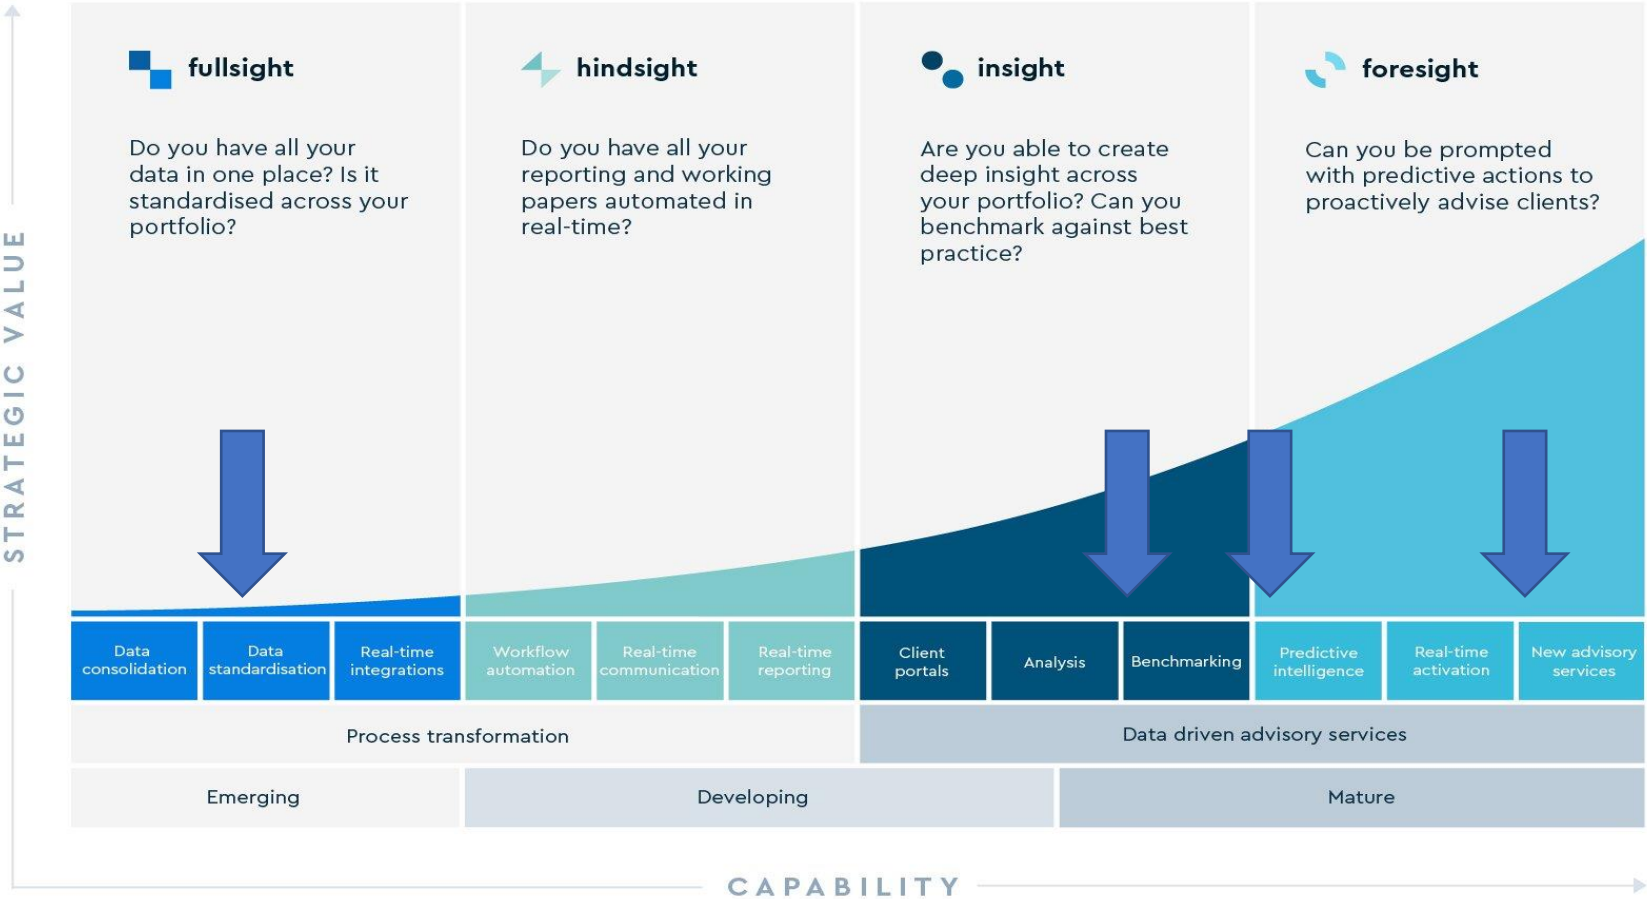 STRATEGIC VALUE
fullsight
Do you have all your
data in one place? Is it
standardised across your
portfolio?
hindsight
Do you have all your
reporting and working
papers automated in
real-time?
insight
Are you able to create
deep insight across
your portfolio? Can you
benchmark against best
practice?
foresight
Can you be prompted
with predictive actions to
proactively advise clients?
Data
consolidation
Data
standardisation
Real-time
integrations
Workflow
automation
Real-time
communication
Real-time
reporting
Client
portals
Analysis
Benchmarking
Predictive
intelligence
Real-time
activation
New advisory
services
Process transformation
Data driven advisory services
Emerging
Developing
Mature
CAPABILITY